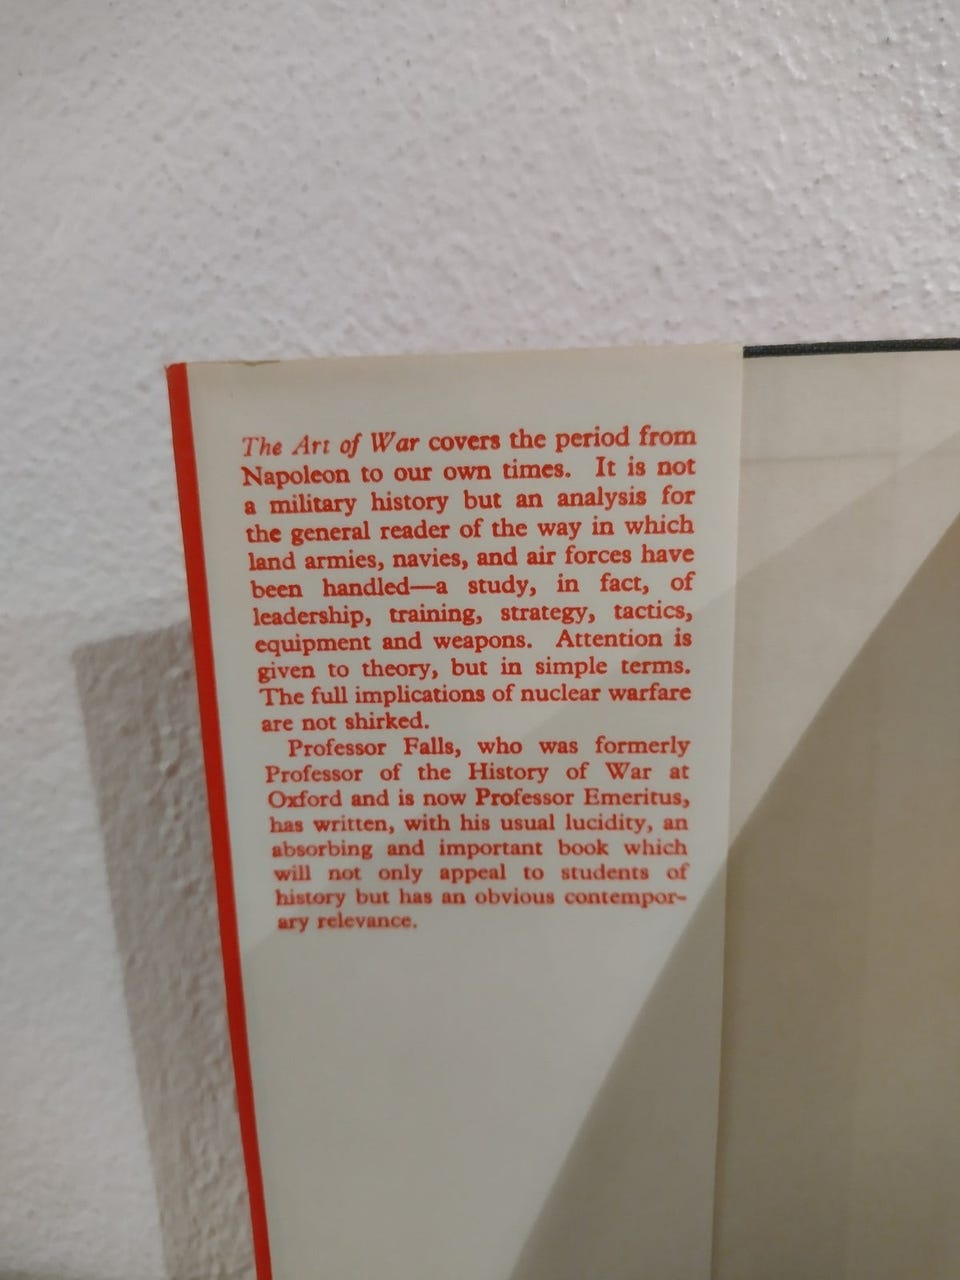 The Art of War covers the period from
Napoleon to our own times. It is not
a military history but an analysis for
the general reader of the way in which
land armies, navies, and air forces have
been handled—a study, in fact, of
leadership, training, strategy, tactics,
equipment and weapons. Attention is
given to theory, but in simple terms.
The full implications of nuclear warfare
are not shirked.
Professor Falls, who was formerly
Professor of the History of War at
Oxford and is now Professor Emeritus,
has written, with his usual lucidity, an
absorbing and important book which
will not only appeal to students of
history but has an obvious contempor-
ary relevance.